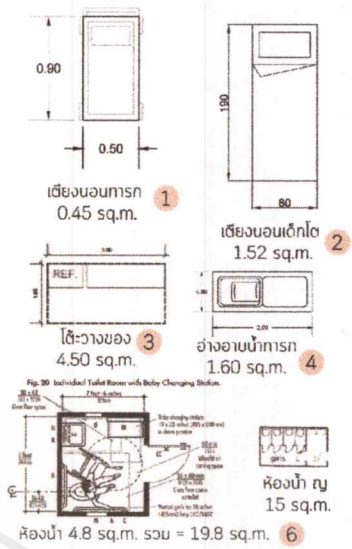 0.90
0.50
เตียงนอนทารก
0.45 sq.m.
1
190
80
เตียงนอนเด็กโต
1.52 sq.m.
2
REF.
โต๊ะวางของ
4.50 sq.m.
3
2.00
อ่างอาบน้ำทารก
1.60 sq.m.
4
Fig. 20 Individual Toilet Room with Baby Changing Station.
ห้องน้ำ ญ
15 sq.m.
ห้องน้ำ 4.8 sq.m. รวม = 19.8 sq.m.
6